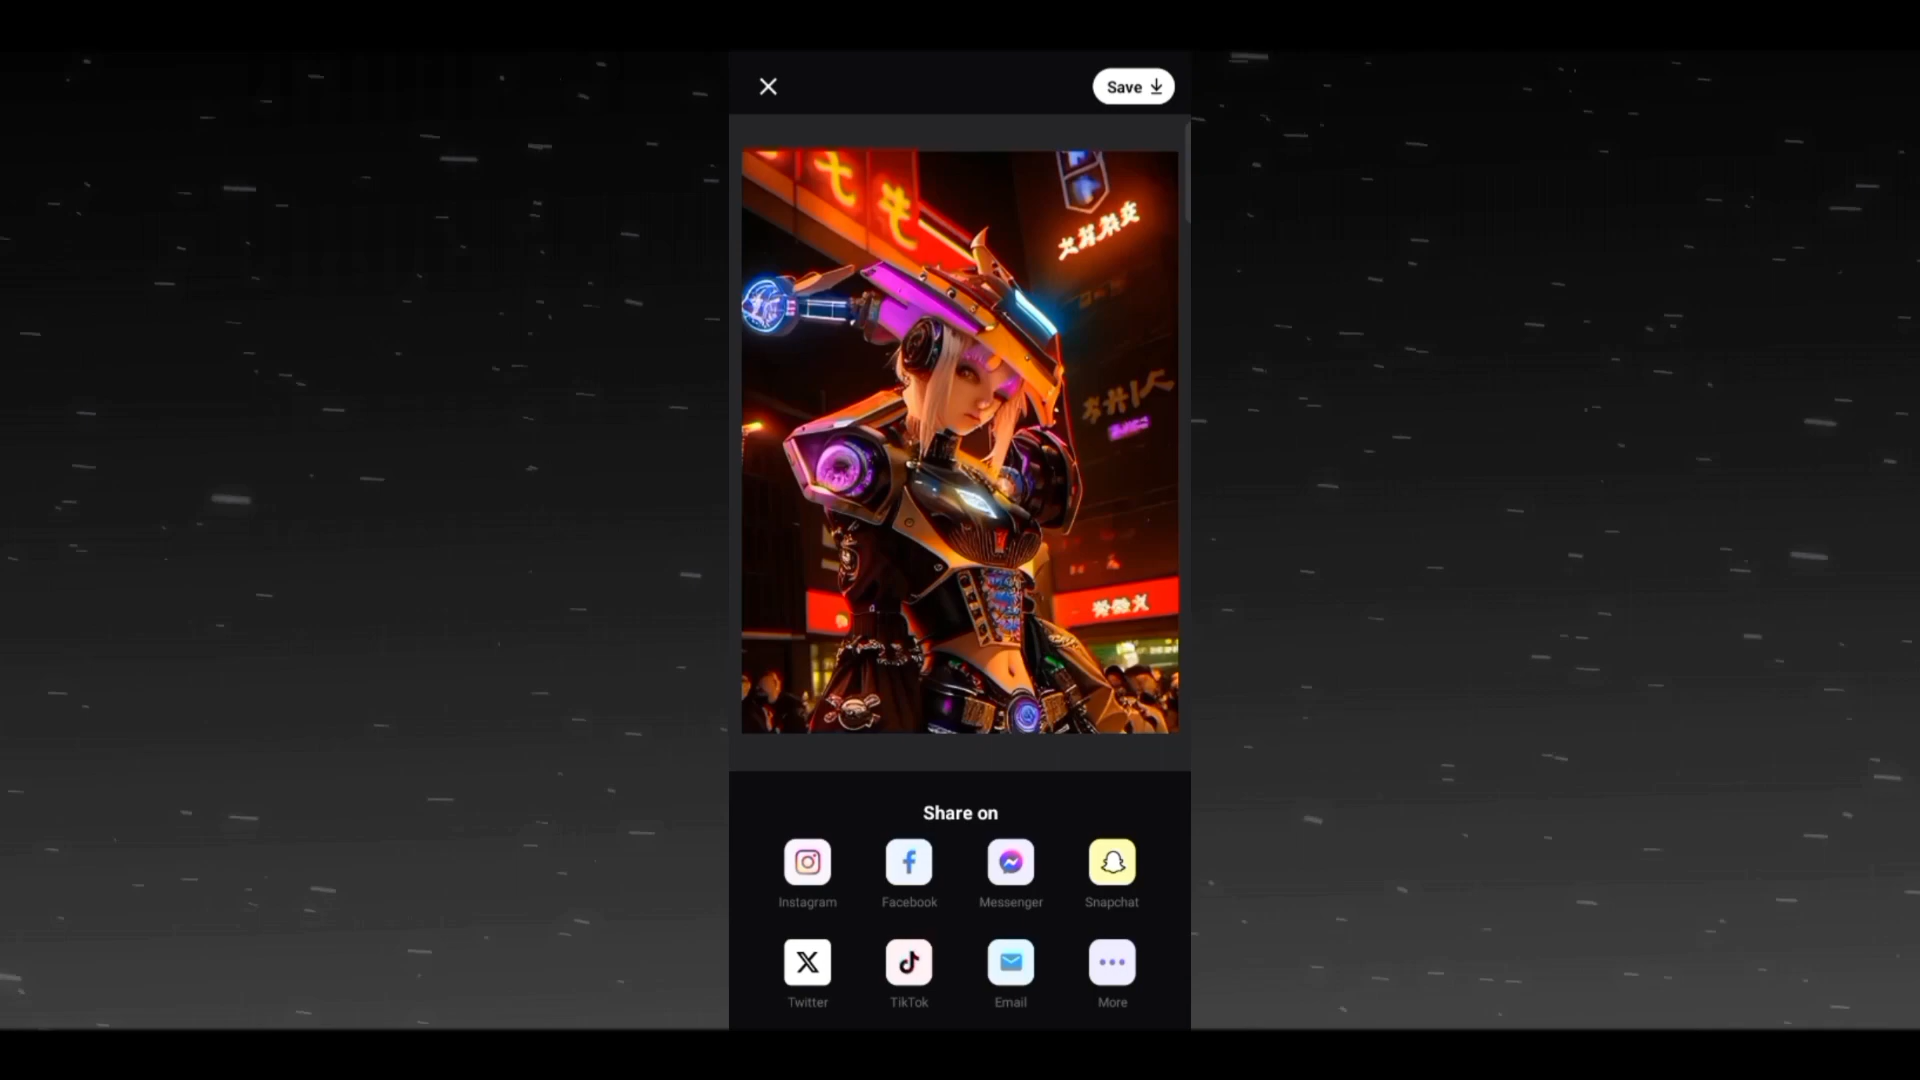 Save
Share on
Instagram
Facebook
Messenger
Snapchat
Twitter
TikTok
Email
More